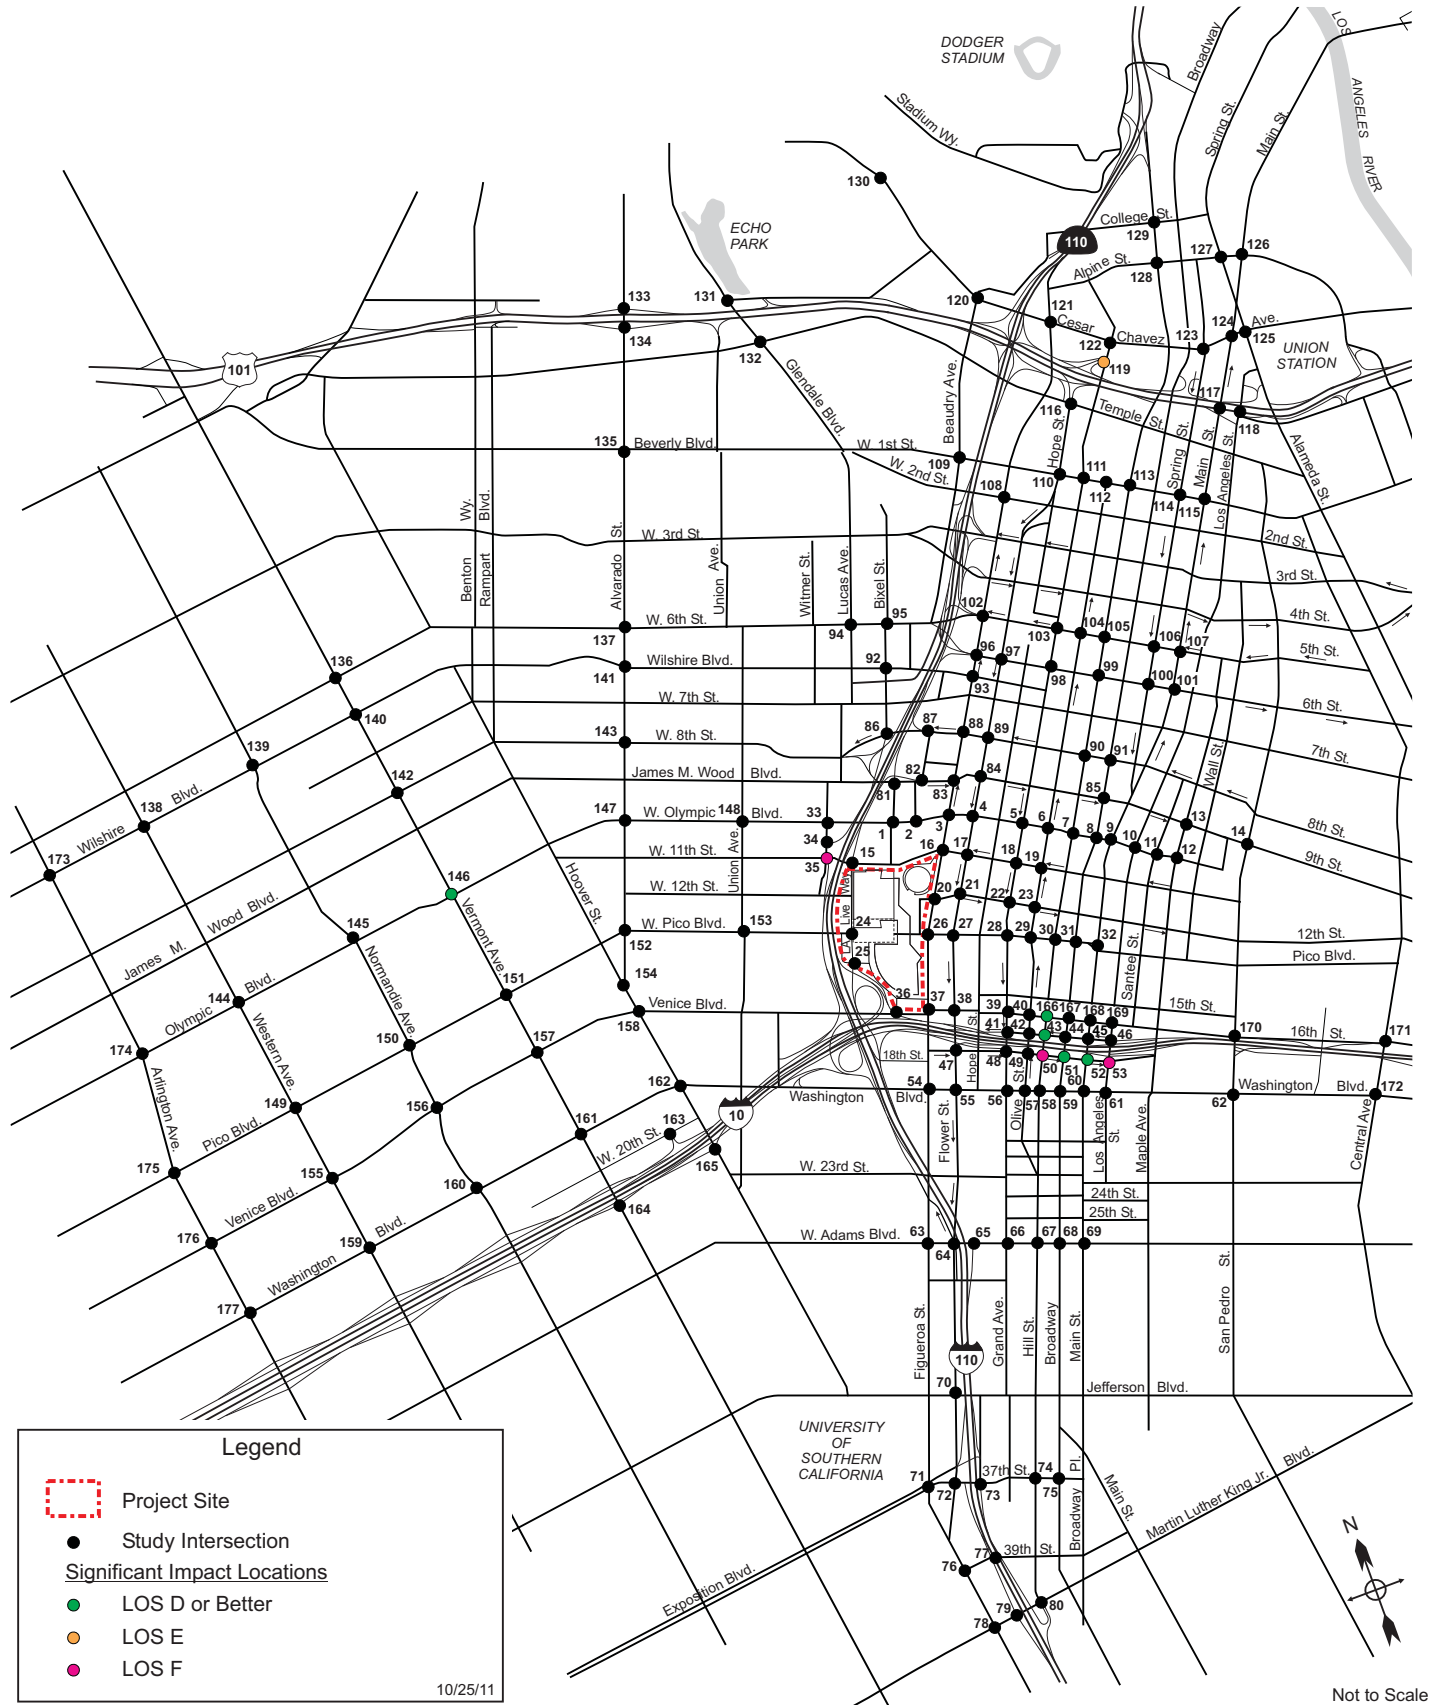 DODGER
STADIUM
Stadium Wy.
Broadway
Spring St.
Main St.
LOS
ANGELES
RIVER
130
ECHO
PARK
College St.
129
110
127
126
Alpine St.
128
133
131
120
121
Cesar
Chavez
Ave.
122
123
124
125
134
132
119
UNION
STATION
101
Glendale Blvd.
Beaudry Ave.
116
Temple St.
117
118
135
Beverly Blvd.
W. 1st St.
109
Hope St.
110
111
112
113
Spring St.
Main St.
Los Angeles St.
Alameda St.
W. 2nd St.
108
114
115
Benton Wy.
Rampart Blvd.
Alvarado St.
W. 3rd St.
Union Ave.
Witmer St.
Lucas Ave.
Bixel St.
2nd St.
3rd St.
4th St.
5th St.
6th St.
7th St.
8th St.
9th St.
102
95
94
W. 6th St.
137
103
104
105
106
107
136
Wilshire Blvd.
141
92
96
97
98
99
100
101
93
W. 7th St.
140
139
143
W. 8th St.
86
87
88
89
90
91
Wall St.
142
James M. Wood Blvd.
82
81
83
84
85
138
Wilshire Blvd.
147
W. Olympic Blvd.
148
33
1
2
3
4
5
6
7
8
9
10
11
12
13
14
34
173
W. 11th St.
35
15
16
17
18
19
146
Hoover St.
Union Ave.
W. 12th St.
LA Live Way
20
21
22
23
James M. Wood Blvd.
145
Vermont Ave.
W. Pico Blvd.
152
153
24
25
26
27
28
29
30
31
32
12th St.
Pico Blvd.
Santee St.
Normandie Ave.
151
154
144
Olympic Blvd.
Western Ave.
Venice Blvd.
158
36
37
38
39
40
166
167
168
169
15th St.
170
16th St.
171
41
42
43
44
45
46
174
150
157
18th St.
47
Hope St.
48
49
50
51
52
53
Arlington Ave.
162
Washington Blvd.
54
55
56
57
58
59
60
61
62
Washington Blvd.
172
149
156
161
163
10
Flower St.
Olive St.
Los Angeles St.
Maple Ave.
Central Ave.
Pico Blvd.
W. 20th St.
165
W. 23rd St.
175
155
160
24th St.
25th St.
Venice Blvd.
164
176
159
W. Adams Blvd.
63
64
65
66
67
68
69
Washington Blvd.
177
Figueroa St.
Grand Ave.
Hill St.
Broadway
Main St.
San Pedro St.
110
70
Jefferson Blvd.
UNIVERSITY
OF
SOUTHERN
CALIFORNIA
71
72
73
37th St.
74
75
Broadway Pl.
Main St.
Martin Luther King Jr. Blvd.
76
77
39th St.
Exposition Blvd.
78
79
80
N
Legend
Project Site
Study Intersection
Significant Impact Locations
LOS D or Better
LOS E
LOS F
10/25/11
Not to Scale